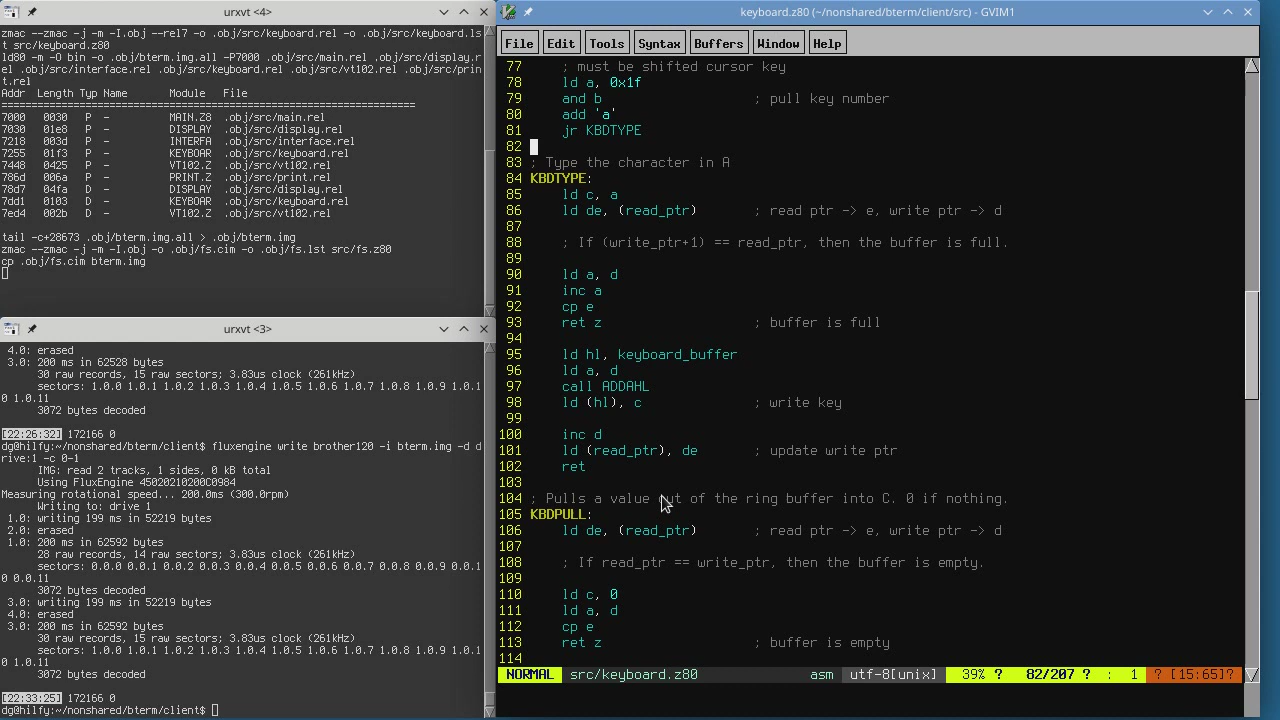 urxvt <4>
zmac --zmac -j -m -I.obj --rel7 -o .obj/src/keyboard.rel -o .obj/src/keyboard.ls
t src/keyboard.z80
ld80 -m -O bin -o .obj/bterm.img.all -P7000 .obj/src/main.rel .obj/src/display.r
el .obj/src/interface.rel .obj/src/keyboard.rel .obj/src/vt102.rel .obj/src/prin
t.rel
Addr Length Typ Name Module File
================================================================
7000 0030 P - MAIN.Z8 .obj/src/main.rel
7030 01e8 P - DISPLAY .obj/src/display.rel
7218 003d P - INTERFA .obj/src/interface.rel
7255 01f3 P - KEYBOAR .obj/src/keyboard.rel
7448 0425 P - VT102.Z .obj/src/vt102.rel
786d 006a P - PRINT.Z .obj/src/print.rel
78d7 04fa D - DISPLAY .obj/src/display.rel
7dd1 0103 D - KEYBOAR .obj/src/keyboard.rel
7ed4 002b D - VT102.Z .obj/src/vt102.rel
tail -c+28673 .obj/bterm.img.all > .obj/bterm.img
zmac --zmac -j -m -I.obj -o .obj/fs.cim -o .obj/fs.lst src/fs.z80
cp .obj/fs.cim bterm.img
urxvt <3>
4.0: erased
3.0: 200 ms in 62528 bytes
30 raw records, 15 raw sectors; 3.83us clock (261kHz)
sectors: 1.0.0 1.0.1 1.0.2 1.0.3 1.0.4 1.0.5 1.0.6 1.0.7 1.0.8 1.0.9 1.0.1
0 1.0.11
3072 bytes decoded
[22:26:32] 172166 0
dg@hilfy:~/nonshared/bterm/client$ fluxengine write brother120 -i bterm.img -d d
rive:1 -c 0-1
IMG: read 2 tracks, 1 sides, 0 kB total
Using FluxEngine 4502021020C0984
Measuring rotational speed... 200.0ms (300.0rpm)
Writing to: drive 1
1.0: writing 199 ms in 52219 bytes
2.0: erased
1.0: 200 ms in 62592 bytes
28 raw records, 14 raw sectors; 3.83us clock (261kHz)
sectors: 0.0.0 0.0.1 0.0.2 0.0.3 0.0.4 0.0.5 0.0.6 0.0.7 0.0.8 0.0.9 0.0.1
0 0.0.11
3072 bytes decoded
3.0: writing 199 ms in 52219 bytes
4.0: erased
3.0: 200 ms in 62592 bytes
30 raw records, 15 raw sectors; 3.83us clock (261kHz)
sectors: 1.0.0 1.0.1 1.0.2 1.0.3 1.0.4 1.0.5 1.0.6 1.0.7 1.0.8 1.0.9 1.0.1
0 1.0.11
3072 bytes decoded
[22:33:25] 172166 0
dg@hilfy:~/nonshared/bterm/client$
keyboard.z80 (~/nonshared/bterm/client/src) - GVIM1
File Edit Tools Syntax Buffers Window Help
77 ; must be shifted cursor key
78 ld a, 0x1f
79 and b ; pull key number
80 add 'a'
81 jr KBDTYPE
82
83 ; Type the character in A
84 KBDTYPE:
85 ld c, a
86 ld de, (read_ptr) ; read ptr -> e, write ptr -> d
87
88 ; If (write_ptr+1) == read_ptr, then the buffer is full.
89
90 ld a, d
91 inc a
92 cp e
93 ret z ; buffer is full
94
95 ld hl, keyboard_buffer
96 ld a, d
97 call ADDAHL
98 ld (hl), c ; write key
99
100 inc d
101 ld (read_ptr), de ; update write ptr
102 ret
103
104 ; Pulls a value out of the ring buffer into C. 0 if nothing.
105 KBDPULL:
106 ld de, (read_ptr) ; read ptr -> e, write ptr -> d
107
108 ; If read_ptr == write_ptr, then the buffer is empty.
109
110 ld c, 0
111 ld a, d
112 cp e
113 ret z ; buffer is empty
114
NORMAL src/keyboard.z80 asm utf-8[unix] 39% ? 82/207 ? : 1 ? [15:65]?